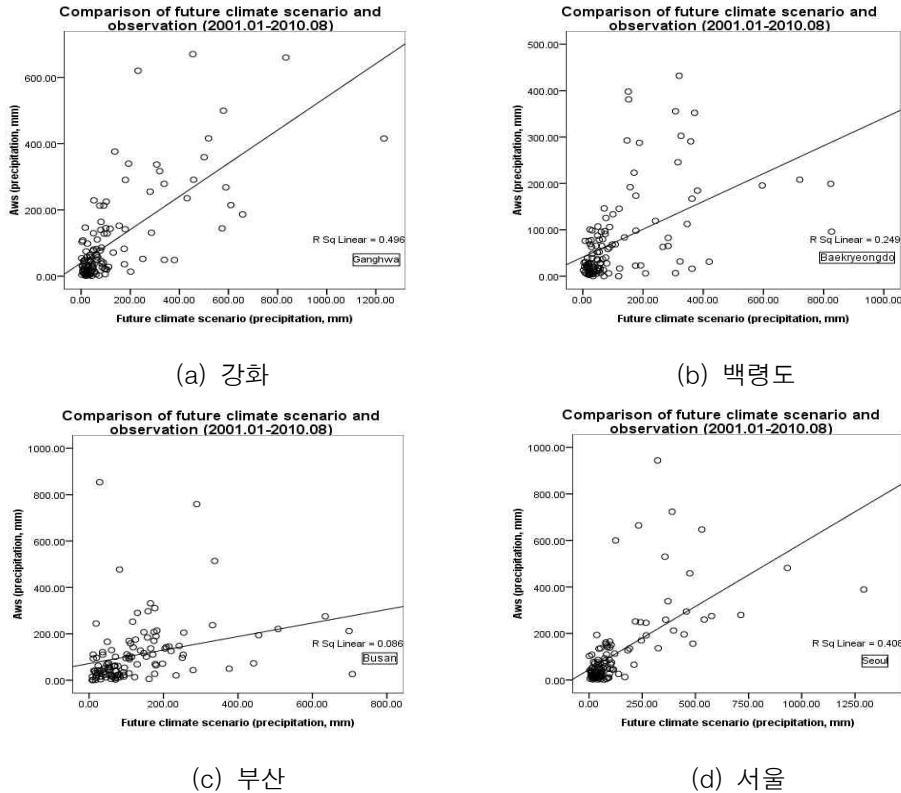 Comparison of future climate scenario and
observation (2001.01-2010.08)
Aws (precipitation, mm)
600.00
400.00
200.00
0.00
R Sq Linear = 0.496
Ganghwa
0.00 200.00 400.00 600.00 800.00 1000.00 1200.00
Future climate scenario (precipitation, mm)
(a) 강화
Comparison of future climate scenario and
observation (2001.01-2010.08)
Aws (precipitation, mm)
500.00
400.00
300.00
200.00
100.00
0.00
R Sq Linear = 0.249
Baekryeongdo
0.00 200.00 400.00 600.00 800.00 1000.00
Future climate scenario (precipitation, mm)
(b) 백령도
Comparison of future climate scenario and
observation (2001.01-2010.08)
Aws (precipitation, mm)
1000.00
800.00
600.00
400.00
200.00
0.00
R Sq Linear = 0.086
Busan
0.00 200.00 400.00 600.00 800.00
Future climate scenario (precipitation, mm)
(c) 부산
Comparison of future climate scenario and
observation (2001.01-2010.08)
Aws (precipitation, mm)
1000.00
800.00
600.00
400.00
200.00
0.00
R Sq Linear = 0.408
Seoul
0.00 250.00 500.00 750.00 1000.00 1250.00
Future climate scenario (precipitation, mm)
(d) 서울